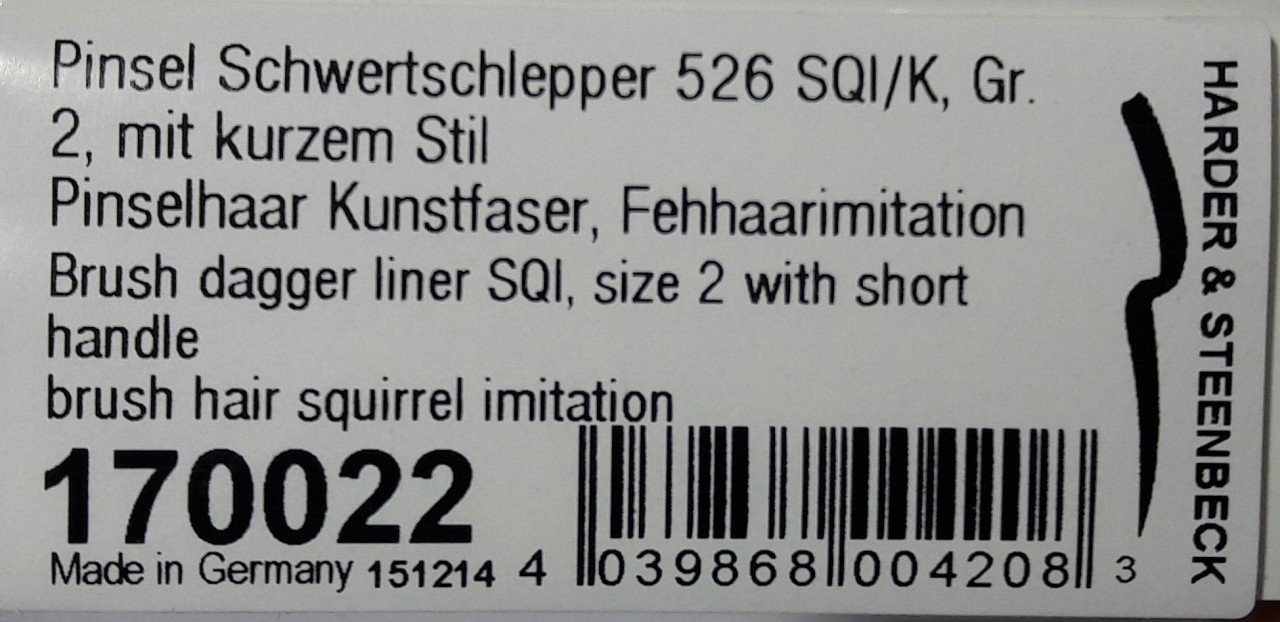 Pinsel Schwertschlepper 526 SQI/K, Gr.
2, mit kurzem Stil
Pinselhaar Kunstfaser, Fehhaarimitation
Brush dagger liner SQI, size 2 with short
handle
brush hair squirrel imitation
170022
Made in Germany 151214
4 039868 004208 3
HARDER & STEENBECK